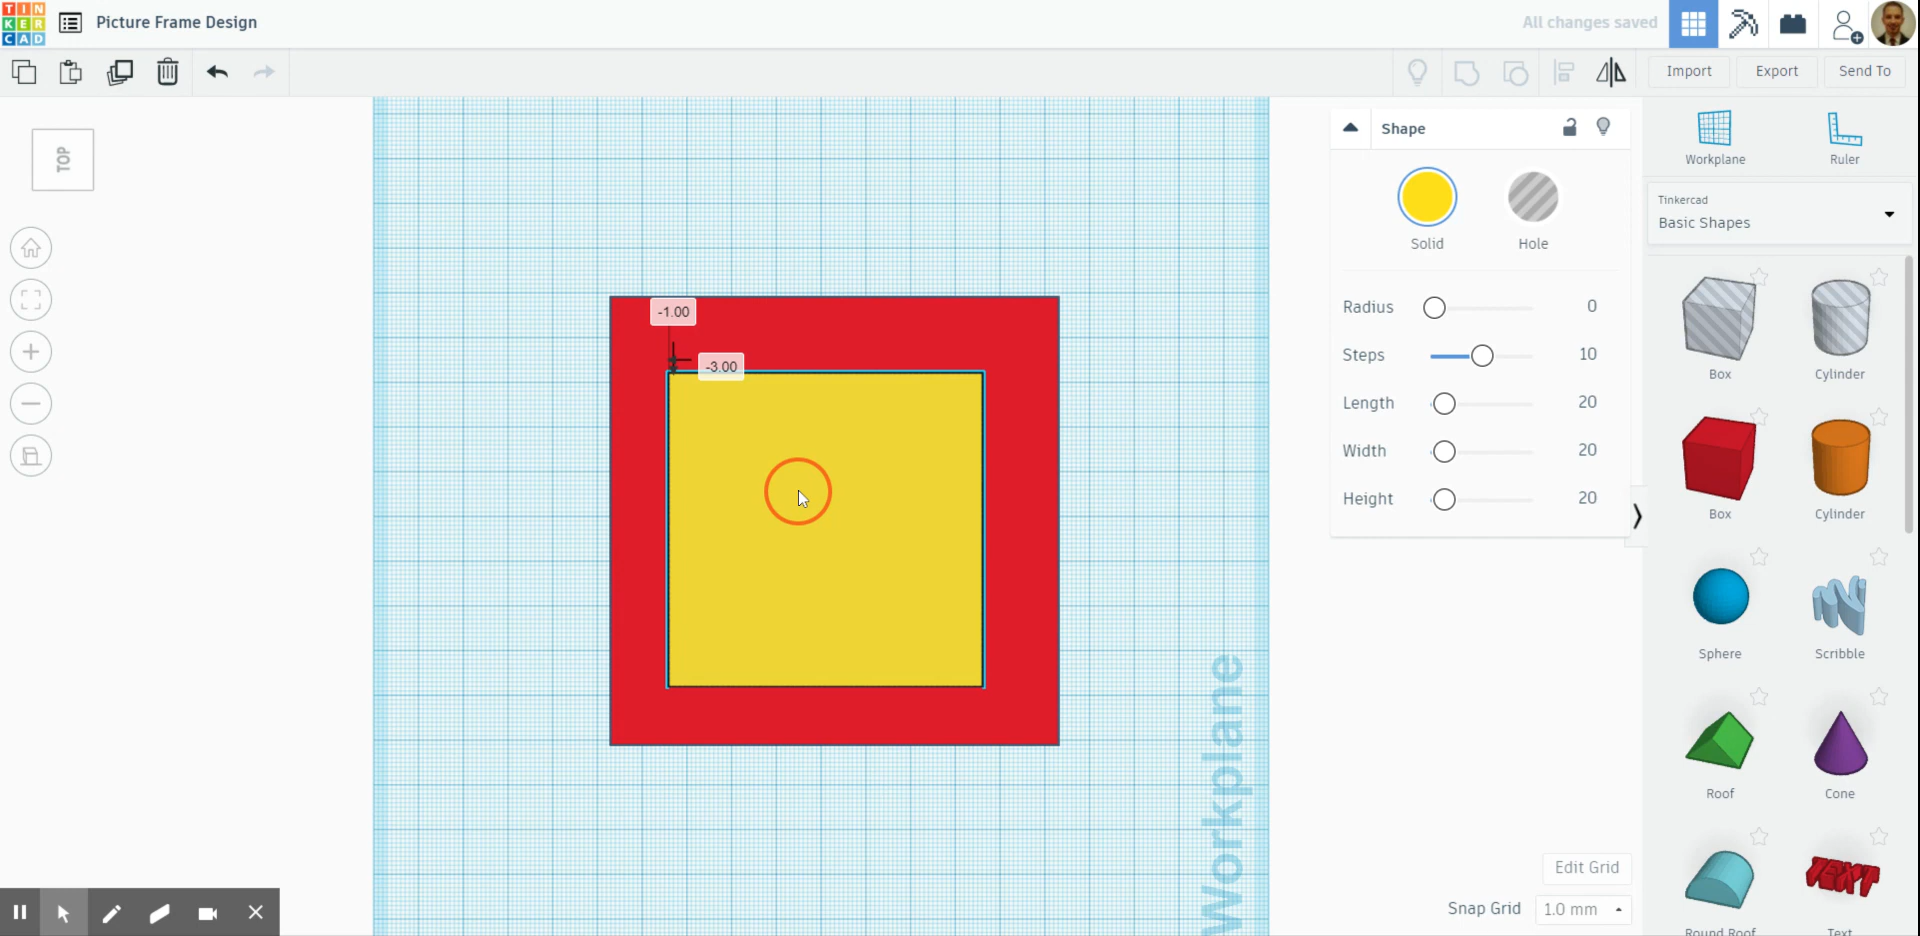 TIN
KER
CAD
Picture Frame Design
All changes saved
Import
Export
Send To
TOP
Shape
Workplane
Ruler
Solid
Hole
Tinkercad
Basic Shapes
-1.00
-3.00
Radius 0
Steps 10
Length 20
Width 20
Height 20
Box
Cylinder
Box
Cylinder
Sphere
Scribble
Roof
Cone
Round Roof
Text
TEXT
Workplane
Edit Grid
Snap Grid 1.0 mm